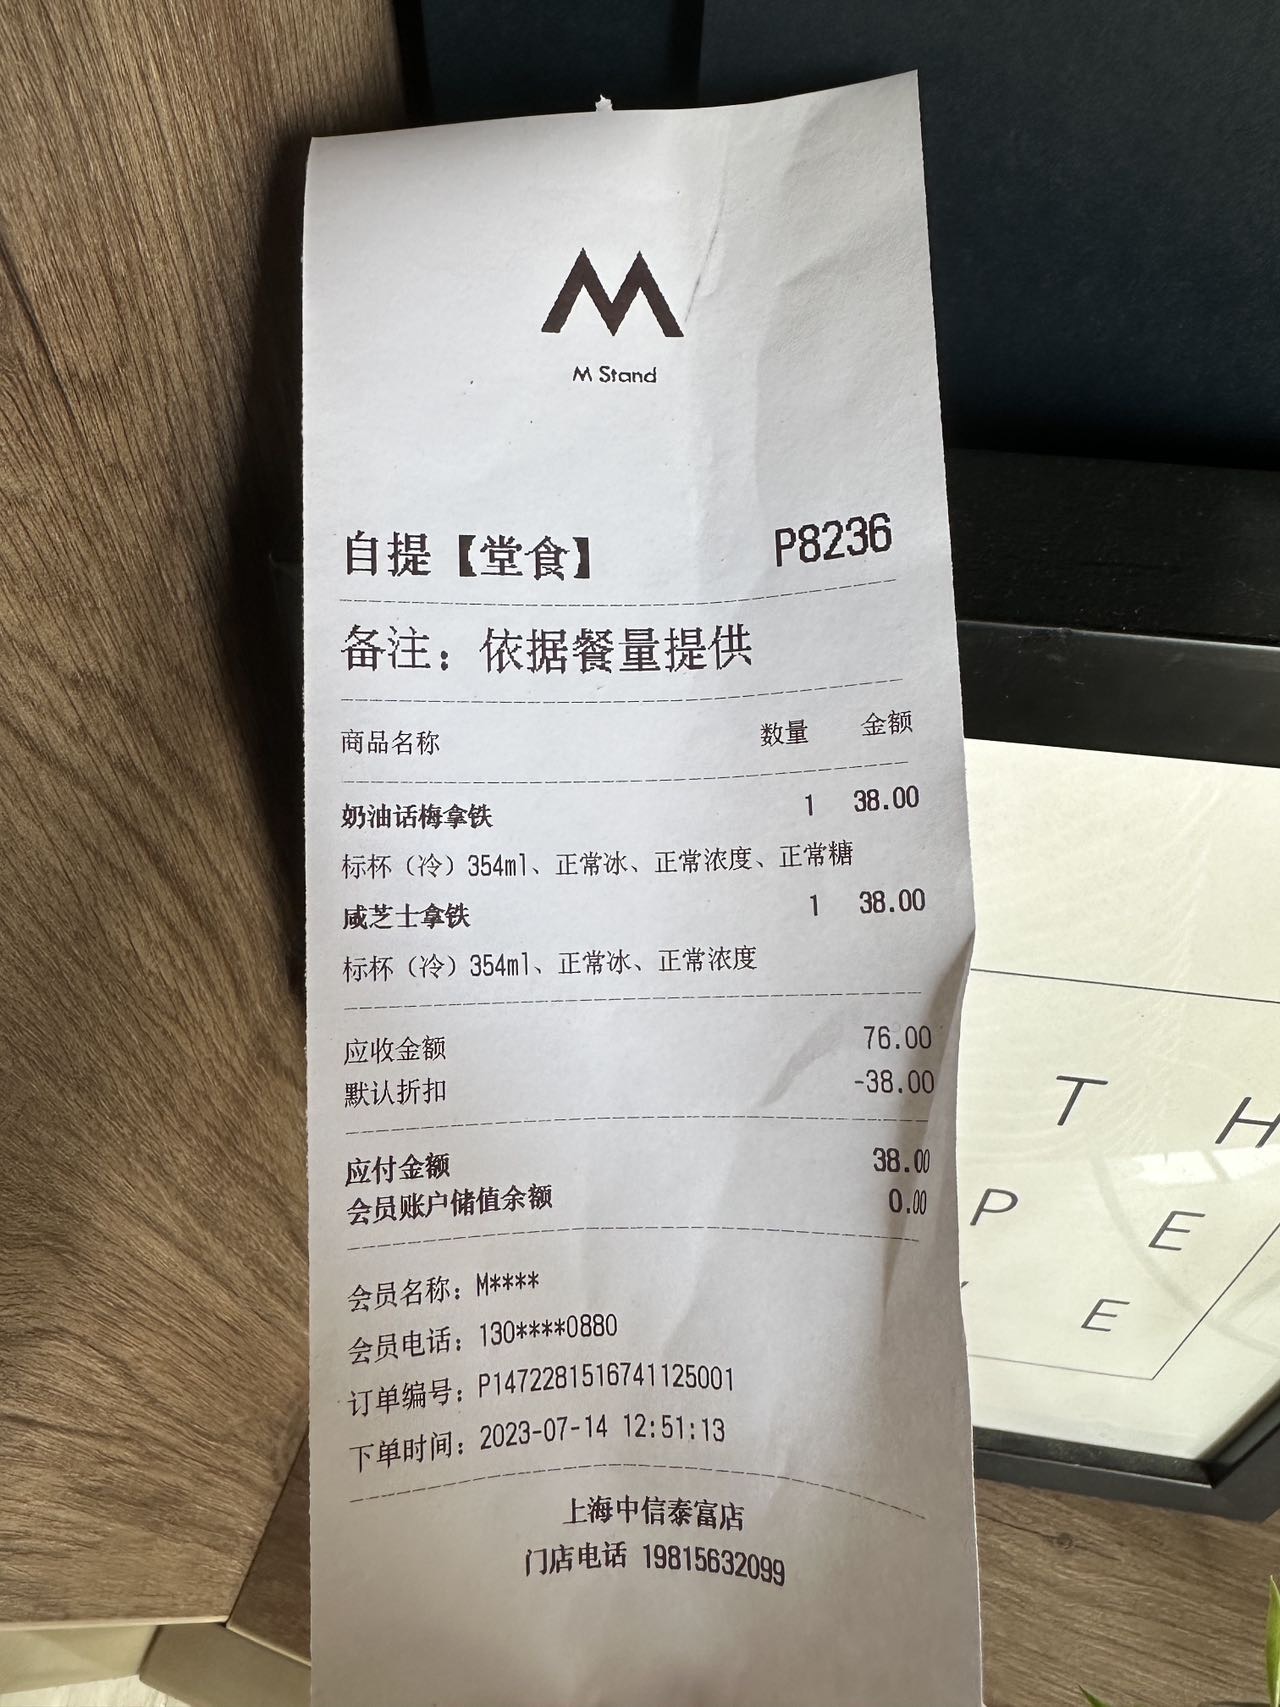 M Stand
自提【堂食】 P8236
备注：依据餐量提供
商品名称 数量 金额
奶油话梅拿铁 1 38.00
标杯（冷）354ml、正常冰、正常浓度、正常糖
咸芝士拿铁 1 38.00
标杯（冷）354ml、正常冰、正常浓度
应收金额 76.00
默认折扣 -38.00
应付金额 38.00
会员账户储值余额 0.00
会员名称：M****
会员电话：130****0880
订单编号：P1472281516741125001
下单时间：2023-07-14 12:51:13
上海中信泰富店
门店电话 19815632099
T H
P E
E